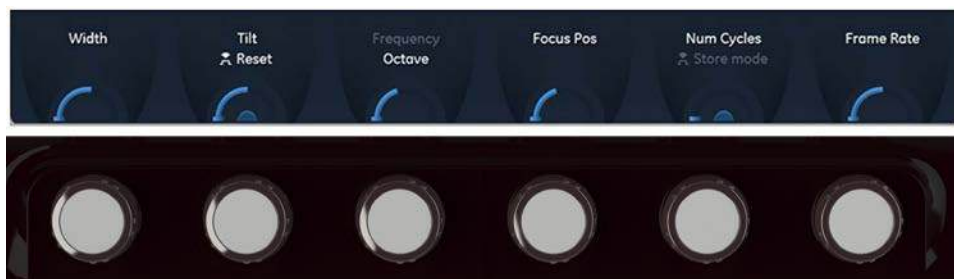 Width
Tilt
Reset
Frequency
Octave
Focus Pos
Num Cycles
Store mode
Frame Rate